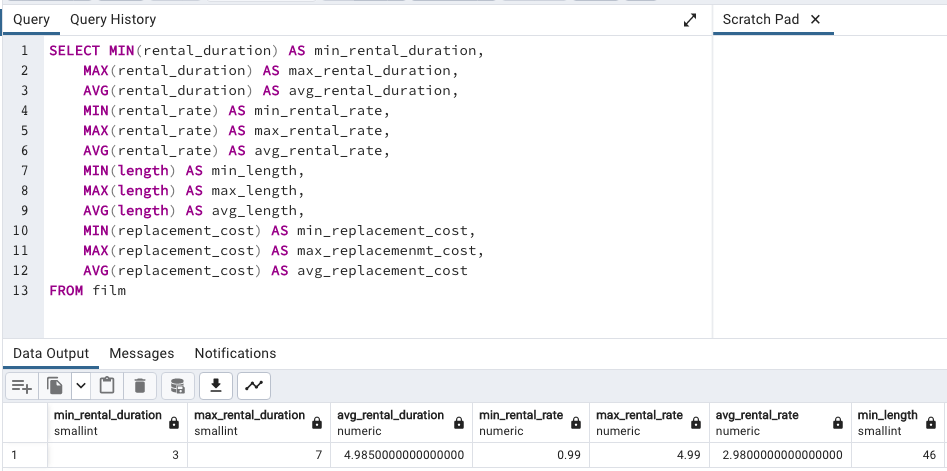 Query Query History Scratch Pad ✕
1 SELECT MIN(rental_duration) AS min_rental_duration,
2 MAX(rental_duration) AS max_rental_duration,
3 AVG(rental_duration) AS avg_rental_duration,
4 MIN(rental_rate) AS min_rental_rate,
5 MAX(rental_rate) AS max_rental_rate,
6 AVG(rental_rate) AS avg_rental_rate,
7 MIN(length) AS min_length,
8 MAX(length) AS max_length,
9 AVG(length) AS avg_length,
10 MIN(replacement_cost) AS min_replacement_cost,
11 MAX(replacement_cost) AS max_replacemenmt_cost,
12 AVG(replacement_cost) AS avg_replacement_cost
13 FROM film
Data Output Messages Notifications
min_rental_duration max_rental_duration avg_rental_duration min_rental_rate max_rental_rate avg_rental_rate min_length
smallint smallint numeric numeric numeric numeric smallint
1 3 7 4.9850000000000000 0.99 4.99 2.9800000000000000 46